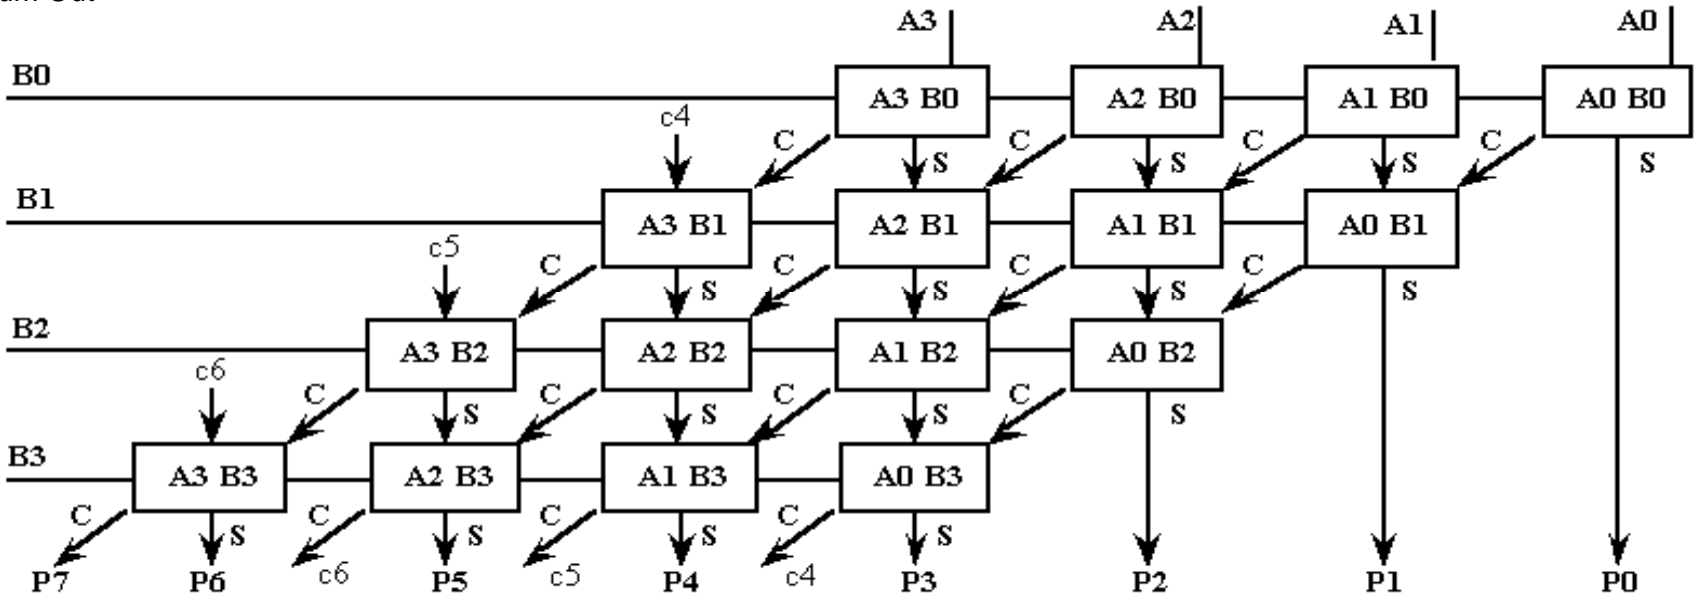 A3 A2 A1 A0
B0
A3 B0 A2 B0 A1 B0 A0 B0
c4
C S C S C S C S
B1
A3 B1 A2 B1 A1 B1 A0 B1
c5
C S C S C S C S
B2
A3 B2 A2 B2 A1 B2 A0 B2
c6
C S C S C S C S
B3
A3 B3 A2 B3 A1 B3 A0 B3
C S C S C S C S
c6 c5 c4
P7 P6 P5 P4 P3 P2 P1 P0